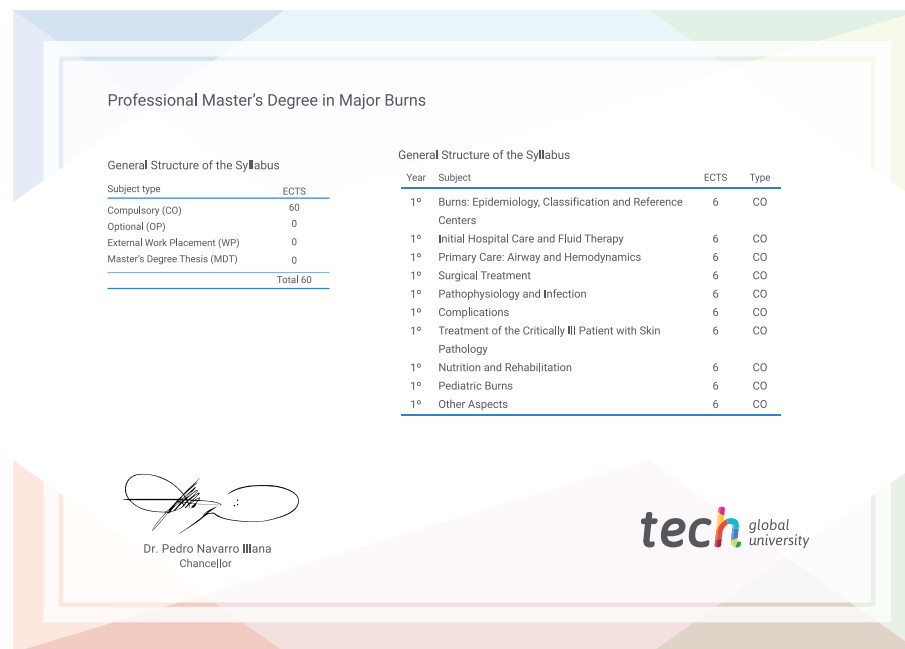 Professional Master's Degree in Major Burns
General Structure of the Syllabus
Subject type ECTS
Compulsory (CO) 60
Optional (OP) 0
External Work Placement (WP) 0
Master's Degree Thesis (MDT) 0
Total 60
General Structure of the Syllabus
Year Subject ECTS Type
1º Burns: Epidemiology, Classification and Reference 6 CO
Centers
1º Initial Hospital Care and Fluid Therapy 6 CO
1º Primary Care: Airway and Hemodynamics 6 CO
1º Surgical Treatment 6 CO
1º Pathophysiology and Infection 6 CO
1º Complications 6 CO
1º Treatment of the Critically Ill Patient with Skin 6 CO
Pathology
1º Nutrition and Rehabilitation 6 CO
1º Pediatric Burns 6 CO
1º Other Aspects 6 CO
Dr. Pedro Navarro Illana
Chancellor
tech global
university